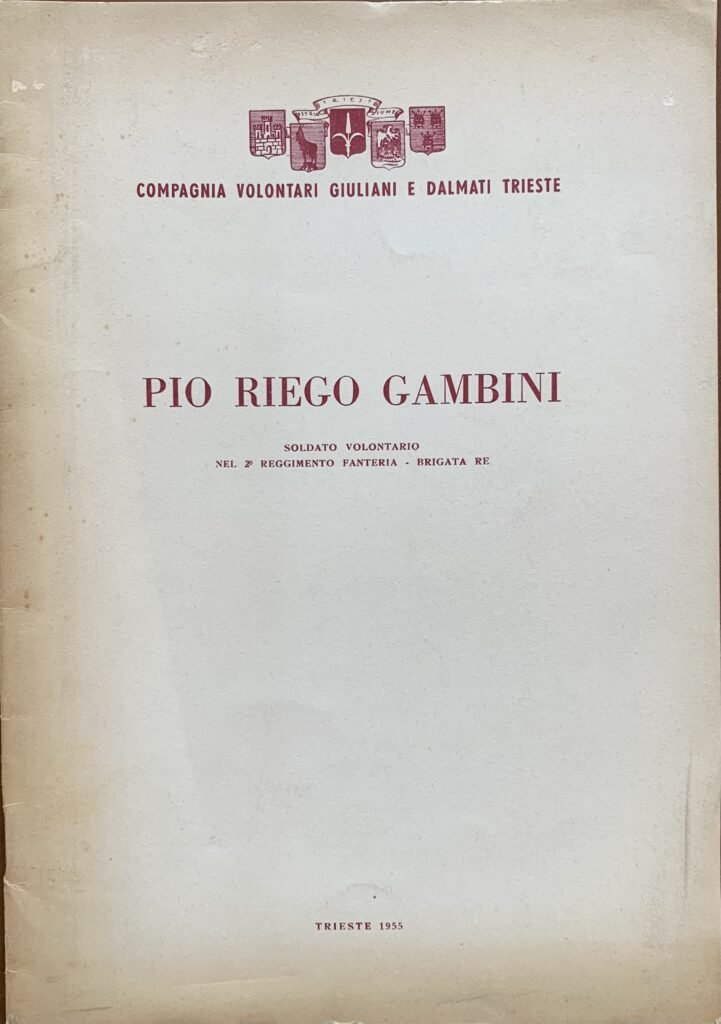 TRIESTE
COMPAGNIA VOLONTARI GIULIANI E DALMATI TRIESTE
PIO RIEGO GAMBINI
SOLDATO VOLONTARIO
NEL 2º REGGIMENTO FANTERIA - BRIGATA RE
TRIESTE 1955